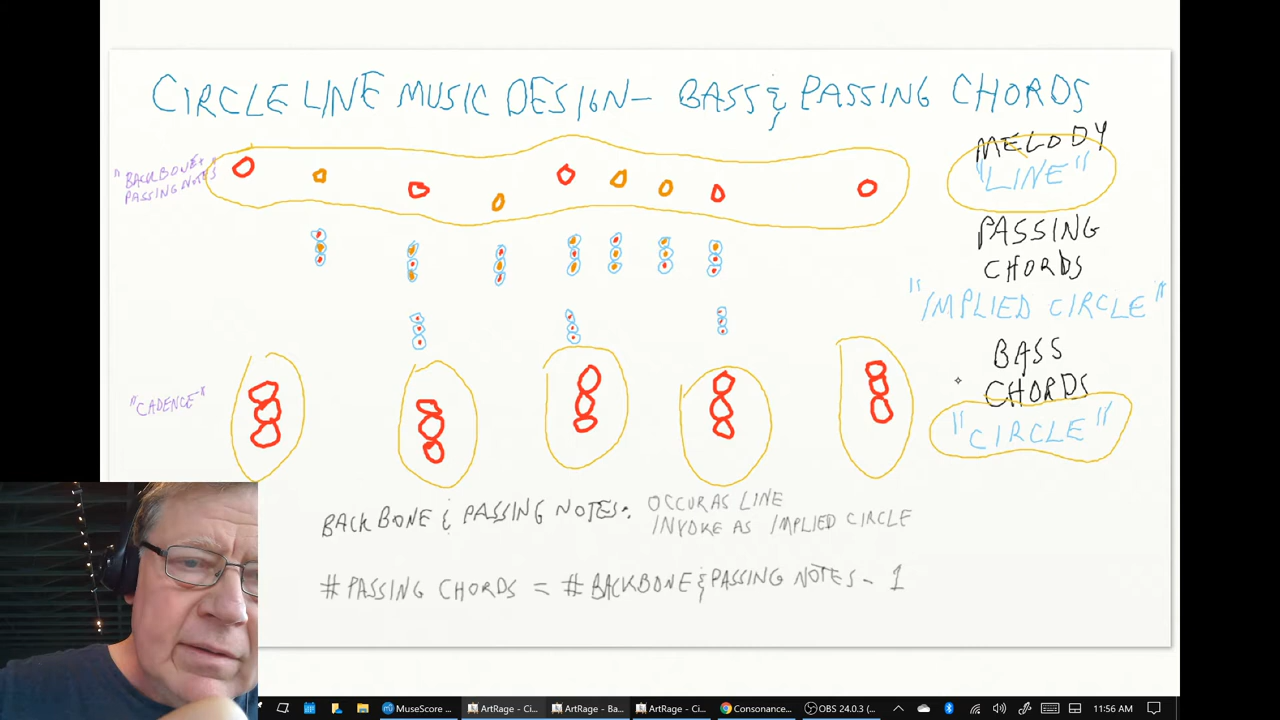 CIRCLE LINE MUSIC DESIGN- BASS & PASSING CHORDS
"BACKBONE+
PASSING NOTES"
MELODY
"LINE"
PASSING
CHORDS
"IMPLIED CIRCLE"
BASS
CHORDS
"CIRCLE"
"CADENCE"
BACKBONE & PASSING NOTES: OCCUR AS LINE
INVOKE AS IMPLIED CIRCLE
# PASSING CHORDS = # BACKBONE & PASSING NOTES - 1
MuseScore ...
ArtRage - Ci...
ArtRage - Ba...
ArtRage - Ci...
Consonance...
OBS 24.0.3 (...
11:56 AM